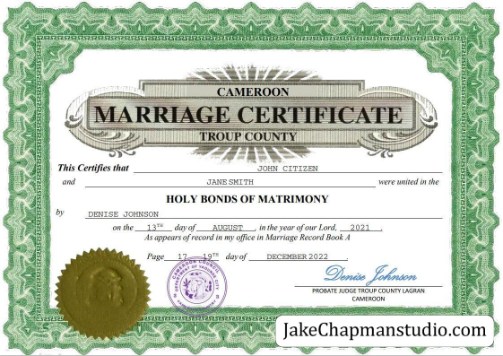 CAMEROON
MARRIAGE CERTIFICATE
TROUP COUNTY
This Certifies that JOHN CITIZEN
and JANE SMITH were united in the
HOLY BONDS OF MATRIMONY
by DENISE JOHNSON
on the 13TH day of AUGUST, in the year of our Lord, 2021.
As appears of record in my office in Marriage Record Book A
Page 17 19TH day of DECEMBER 2022.
Denise Johnson
PROBATE JUDGE TROUP COUNTY LAGRAN
CAMEROON
JakeChapmanstudio.com